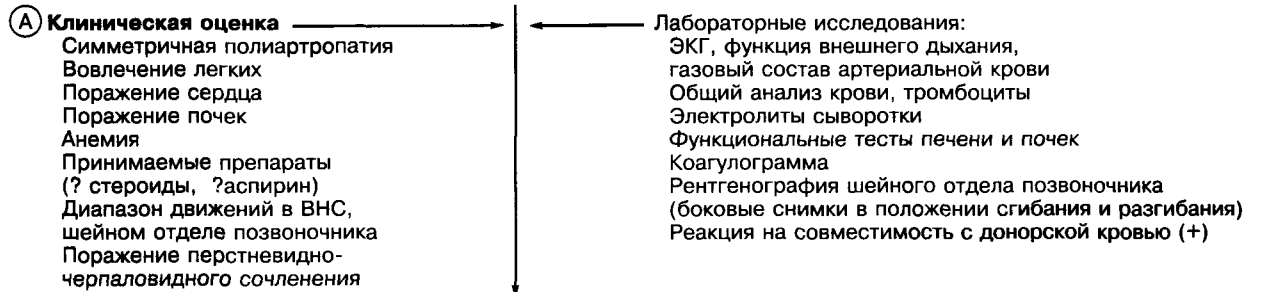 А Клиническая оценка
Симметричная полиартропатия
Вовлечение легких
Поражение сердца
Поражение почек
Анемия
Принимаемые препараты
(? стероиды, ?аспирин)
Диапазон движений в ВНС,
шейном отделе позвоночника
Поражение перстневидно-
черпаловидного сочленения
Лабораторные исследования:
ЭКГ, функция внешнего дыхания,
газовый состав артериальной крови
Общий анализ крови, тромбоциты
Электролиты сыворотки
Функциональные тесты печени и почек
Коагулограмма
Рентгенография шейного отдела позвоночника
(боковые снимки в положении сгибания и разгибания)
Реакция на совместимость с донорской кровью (+)